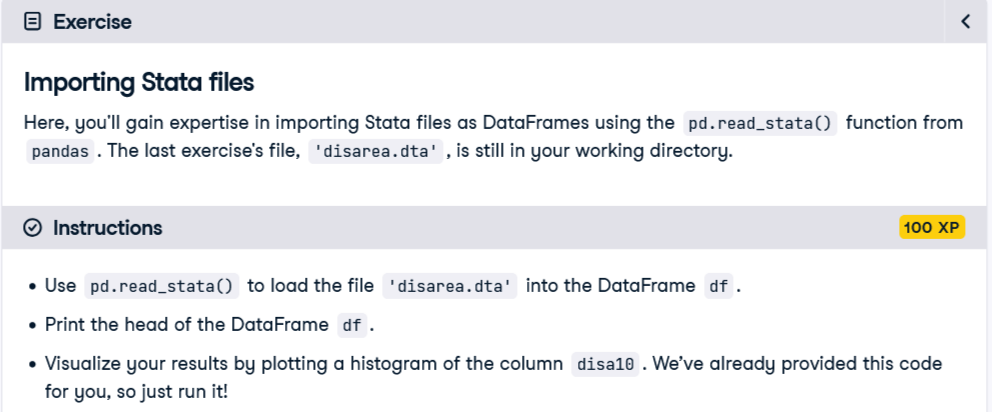 Exercise
Importing Stata files
Here, you'll gain expertise in importing Stata files as DataFrames using the pd.read_stata() function from
pandas. The last exercise's file, 'disarea.dta', is still in your working directory.
Instructions
100 XP
• Use pd.read_stata() to load the file 'disarea.dta' into the DataFrame df.
• Print the head of the DataFrame df.
• Visualize your results by plotting a histogram of the column disa10. We’ve already provided this code
for you, so just run it!